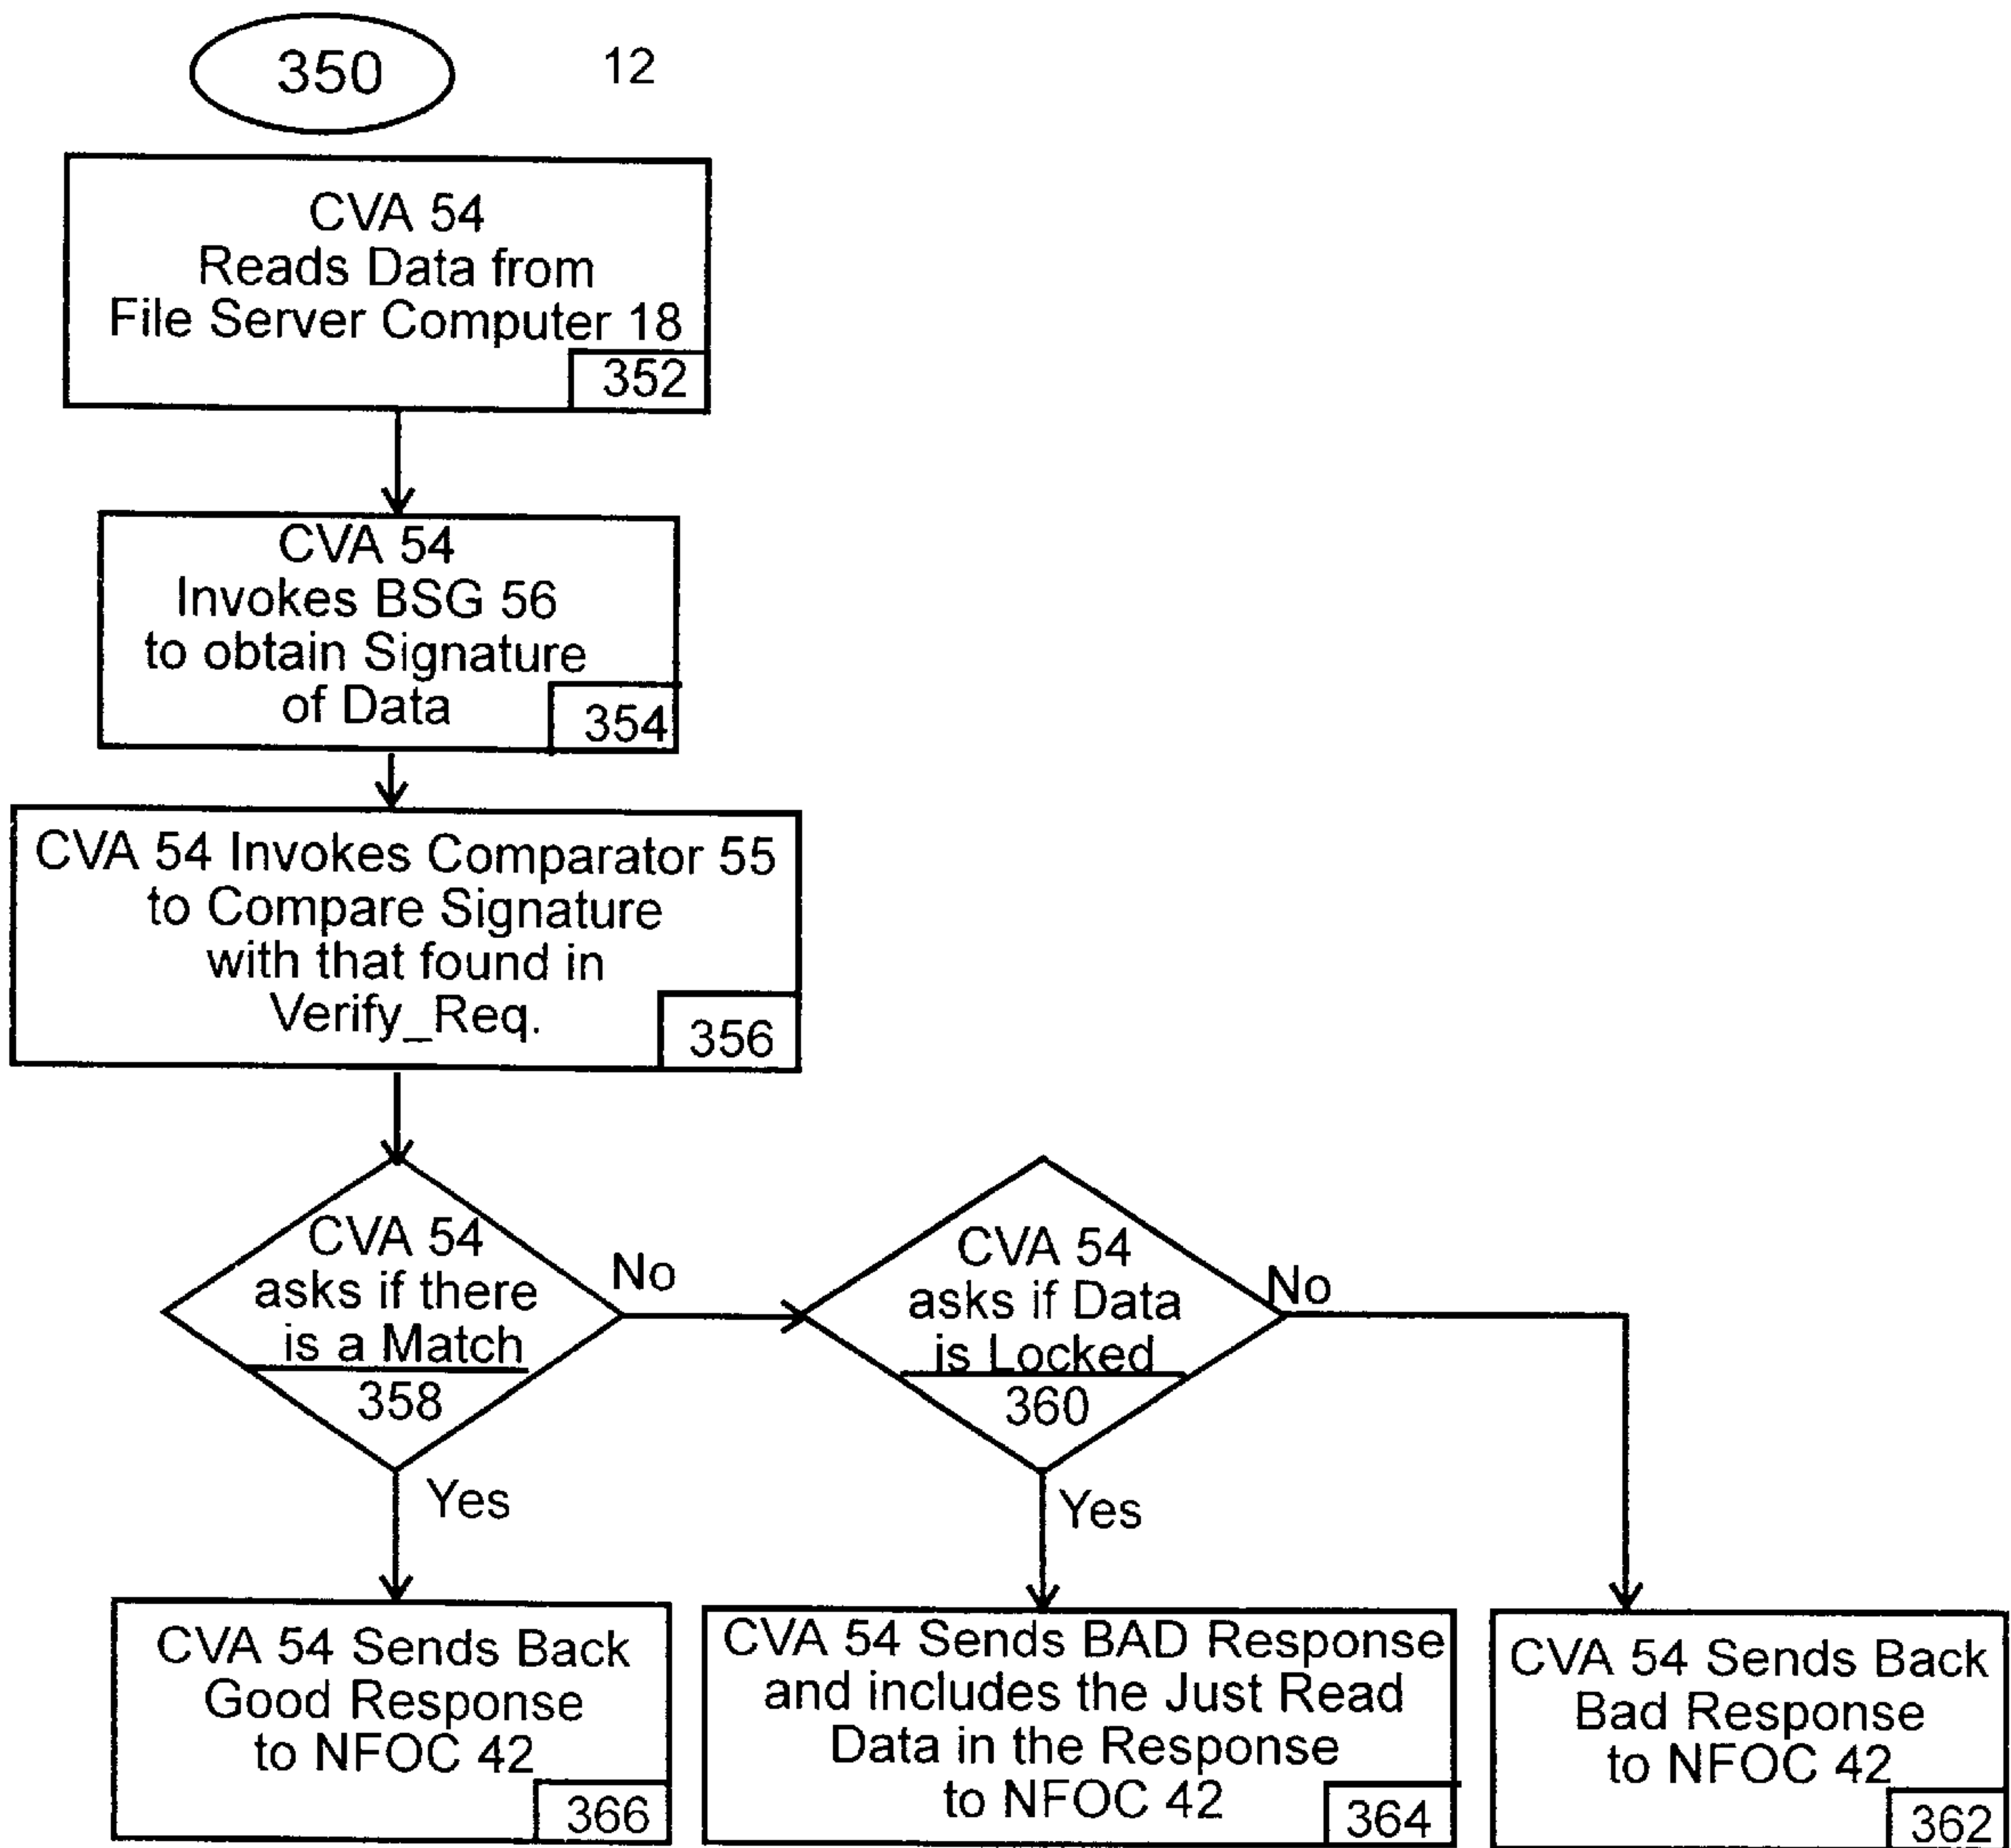 350
12
CVA 54
Reads Data from
File Server Computer 18
352
CVA 54
Invokes BSG 56
to obtain Signature
of Data
354
CVA 54 Invokes Comparator 55
to Compare Signature
with that found in
Verify_Req.
356
CVA 54
asks if there
is a Match
358
No
Yes
CVA 54
asks if Data
is Locked
360
No
Yes
CVA 54 Sends Back
Good Response
to NFOC 42
366
CVA 54 Sends BAD Response
and includes the Just Read
Data in the Response
to NFOC 42
364
CVA 54 Sends Back
Bad Response
to NFOC 42
362